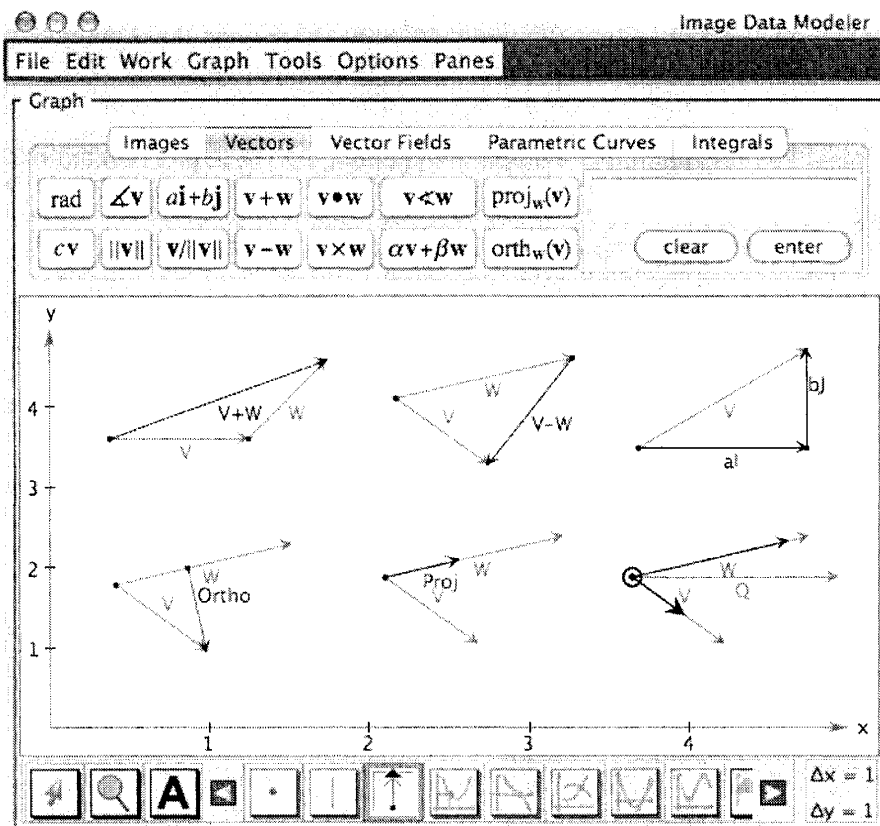 Image Data Modeler
File Edit Work Graph Tools Options Panes
Graph
Images Vectors Vector Fields Parametric Curves Integrals
rad ∡v ai+bj v+w v•w v∢w proj_w(v)
cv ||v|| v/||v|| v−w v×w αv+βw orth_w(v) clear enter
y
V+W W V
W V V−W
V bJ aI
4
3
2
1
W V Ortho
Proj W V
W Q V
1 2 3 4 x
A Δx = 1
Δy = 1